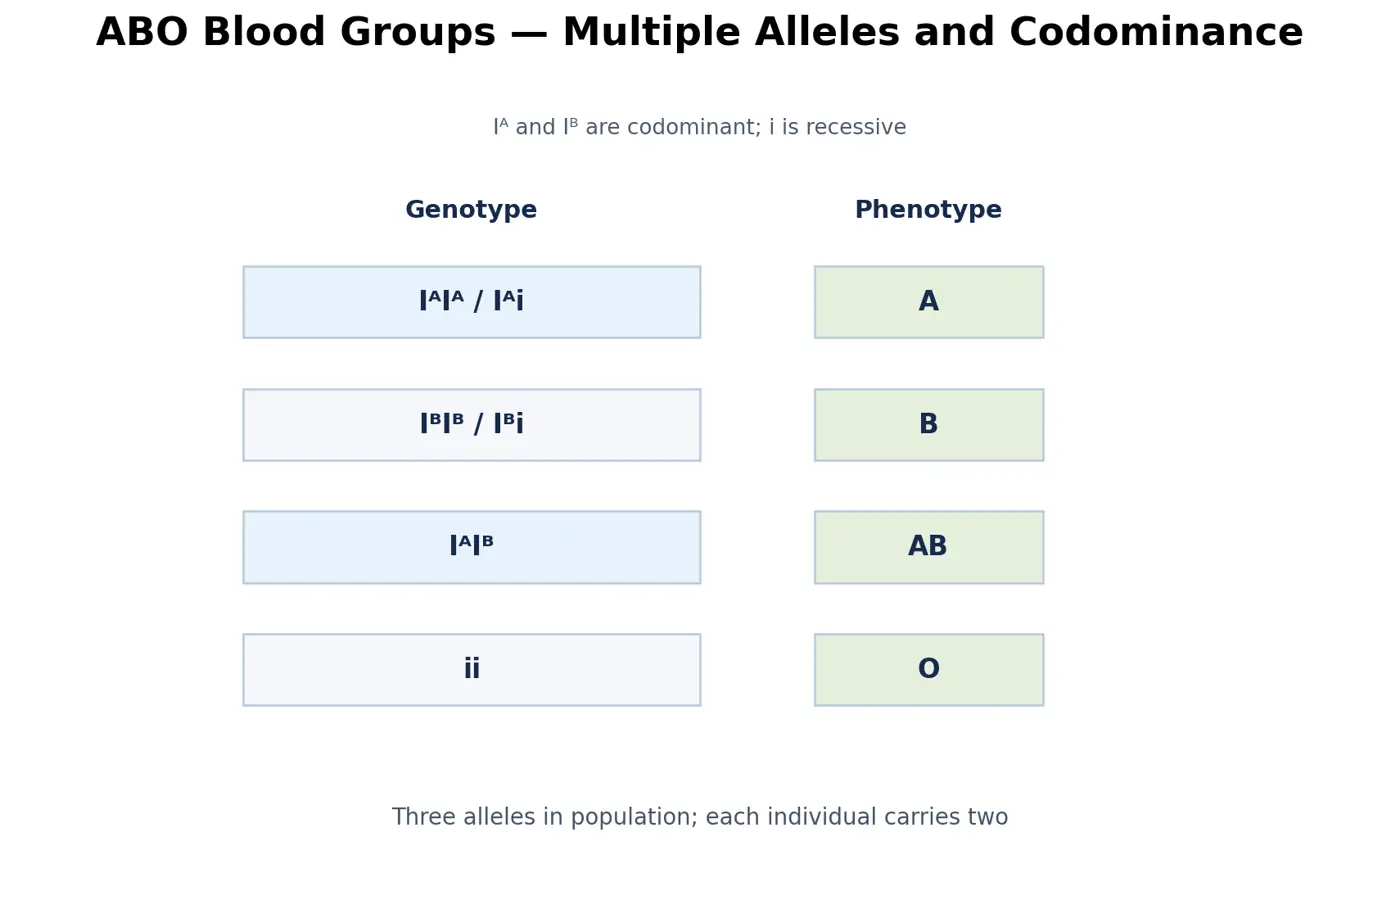 ABO Blood Groups — Multiple Alleles and Codominance
Iᴬ and Iᴮ are codominant; i is recessive
Genotype Phenotype
IᴬIᴬ / Iᴬi A
IᴮIᴮ / Iᴮi B
IᴬIᴮ AB
ii O
Three alleles in population; each individual carries two